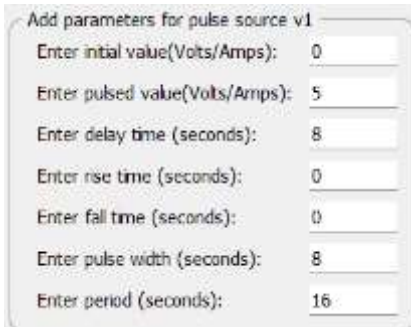 Add parameters for pulse source v1
Enter initial value(Volts/Amps): 0
Enter pulsed value(Volts/Amps): 5
Enter delay time (seconds): 8
Enter rise time (seconds): 0
Enter fall time (seconds): 0
Enter pulse width (seconds): 8
Enter period (seconds): 16